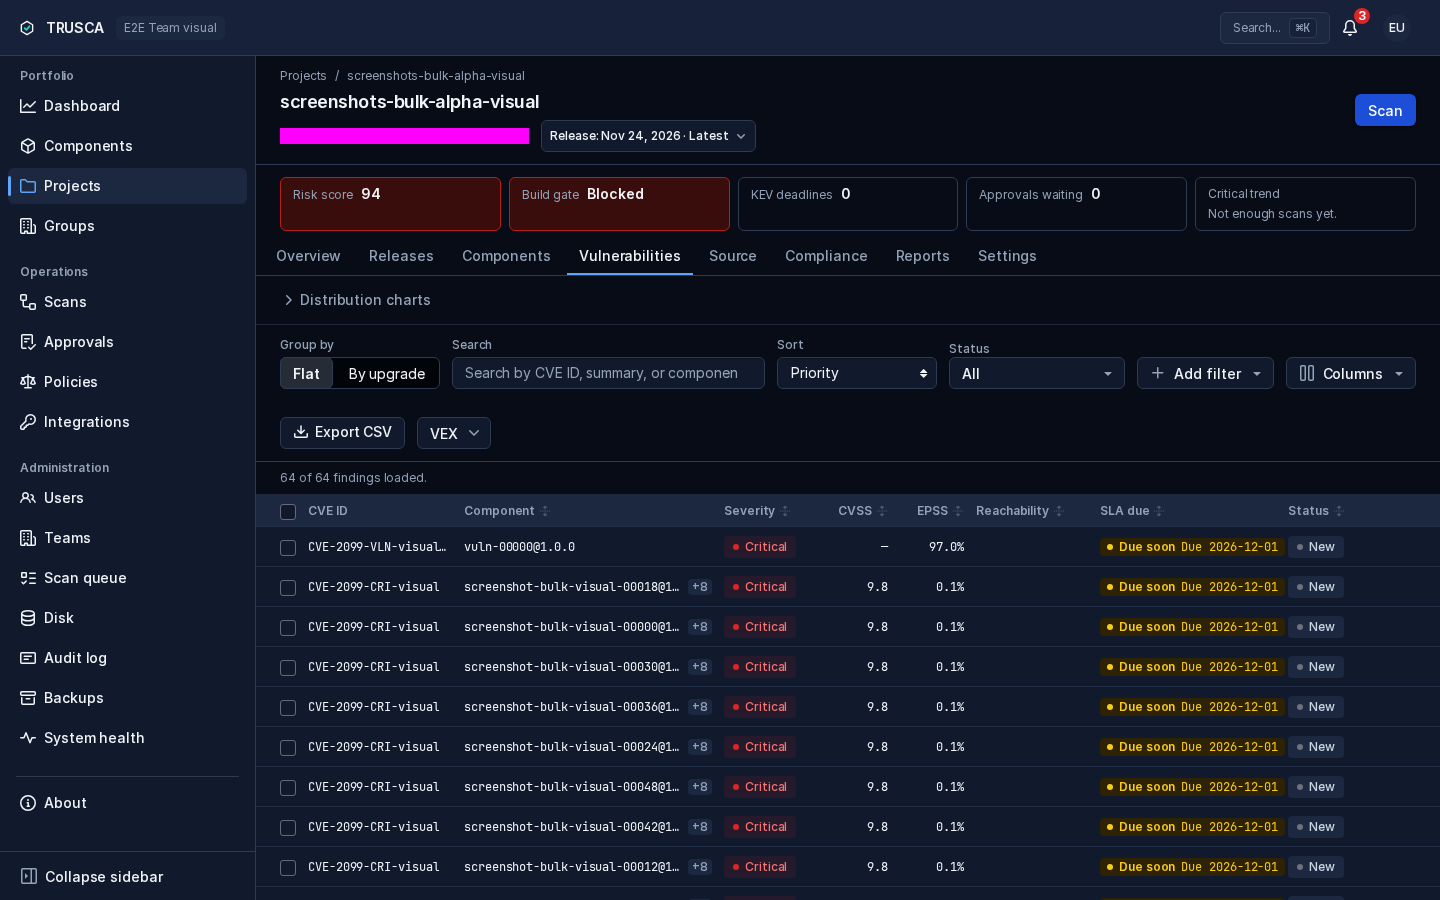 TRUSCA
E2E Team visual
Search...
⌘K
3
EU
Portfolio
Dashboard
Components
Projects
Groups
Operations
Scans
Approvals
Policies
Integrations
Administration
Users
Teams
Scan queue
Disk
Audit log
Backups
System health
About
Collapse sidebar
Projects / screenshots-bulk-alpha-visual
screenshots-bulk-alpha-visual
Release: Nov 24, 2026 · Latest
Scan
Risk score 94
Build gate Blocked
KEV deadlines 0
Approvals waiting 0
Critical trend
Not enough scans yet.
Overview Releases Components Vulnerabilities Source Compliance Reports Settings
Distribution charts
Group by
Flat By upgrade
Search
Search by CVE ID, summary, or componen
Sort
Priority
Status
All
Add filter
Columns
Export CSV
VEX
64 of 64 findings loaded.
CVE ID Component Severity CVSS EPSS Reachability SLA due Status
CVE-2099-VLN-visual… vuln-00000@1.0.0 Critical — 97.0% Due soon Due 2026-12-01 New
CVE-2099-CRI-visual screenshot-bulk-visual-00018@1… +8 Critical 9.8 0.1% Due soon Due 2026-12-01 New
CVE-2099-CRI-visual screenshot-bulk-visual-00000@1… +8 Critical 9.8 0.1% Due soon Due 2026-12-01 New
CVE-2099-CRI-visual screenshot-bulk-visual-00030@1… +8 Critical 9.8 0.1% Due soon Due 2026-12-01 New
CVE-2099-CRI-visual screenshot-bulk-visual-00036@1… +8 Critical 9.8 0.1% Due soon Due 2026-12-01 New
CVE-2099-CRI-visual screenshot-bulk-visual-00024@1… +8 Critical 9.8 0.1% Due soon Due 2026-12-01 New
CVE-2099-CRI-visual screenshot-bulk-visual-00048@1… +8 Critical 9.8 0.1% Due soon Due 2026-12-01 New
CVE-2099-CRI-visual screenshot-bulk-visual-00042@1… +8 Critical 9.8 0.1% Due soon Due 2026-12-01 New
CVE-2099-CRI-visual screenshot-bulk-visual-00012@1… +8 Critical 9.8 0.1% Due soon Due 2026-12-01 New